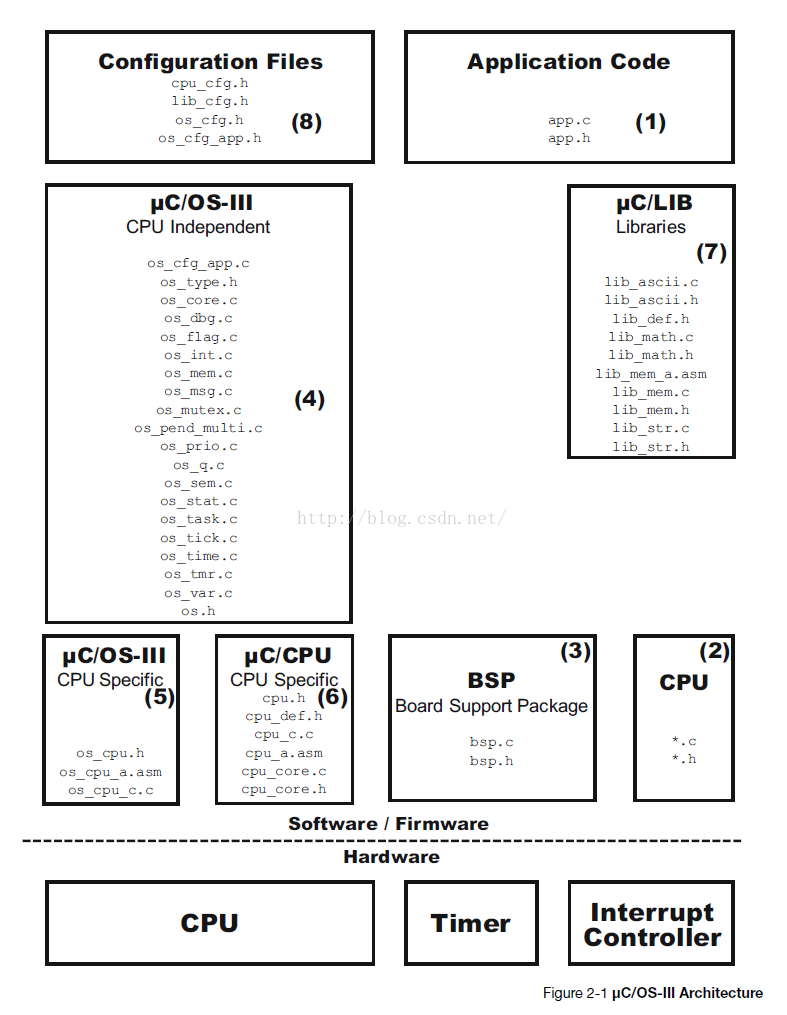 Configuration Files
cpu_cfg.h
lib_cfg.h
os_cfg.h
(8)
os_cfg_app.h
Application Code
app.c
(1)
app.h
µC/OS-III
CPU Independent
os_cfg_app.c
os_type.h
os_core.c
os_dbg.c
os_flag.c
os_int.c
os_mem.c
os_msg.c
(4)
os_mutex.c
os_pend_multi.c
os_prio.c
os_q.c
os_sem.c
os_stat.c
os_task.c
os_tick.c
os_time.c
os_tmr.c
os_var.c
os.h
µC/LIB
Libraries
(7)
lib_ascii.c
lib_ascii.h
lib_def.h
lib_math.c
lib_math.h
lib_mem_a.asm
lib_mem.c
lib_mem.h
lib_str.c
lib_str.h
http://blog.csdn.net/
µC/OS-III
CPU Specific
(5)
os_cpu.h
os_cpu_a.asm
os_cpu_c.c
µC/CPU
CPU Specific
cpu.h (6)
cpu_def.h
cpu_c.c
cpu_a.asm
cpu_core.c
cpu_core.h
(3)
BSP
Board Support Package
bsp.c
bsp.h
(2)
CPU
*.c
*.h
Software / Firmware
Hardware
CPU
Timer
Interrupt
Controller
Figure 2-1 µC/OS-III Architecture